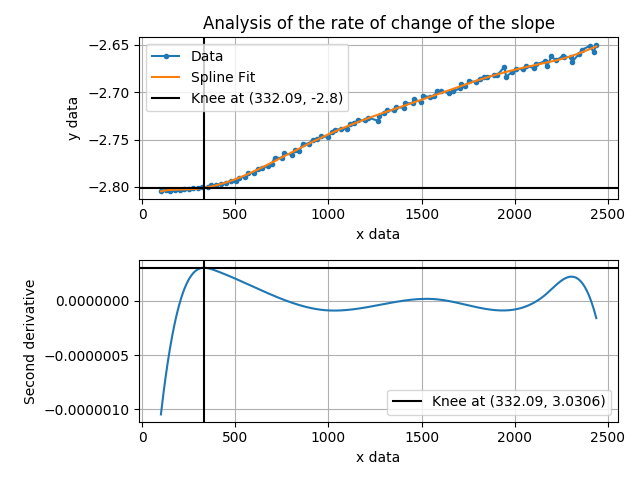 Analysis of the rate of change of the slope
y data
−2.65
−2.70
−2.75
−2.80
Data
Spline Fit
Knee at (332.09, -2.8)
0 500 1000 1500 2000 2500
x data
Second derivative
0.0000000
−0.0000005
−0.0000010
Knee at (332.09, 3.0306)
0 500 1000 1500 2000 2500
x data